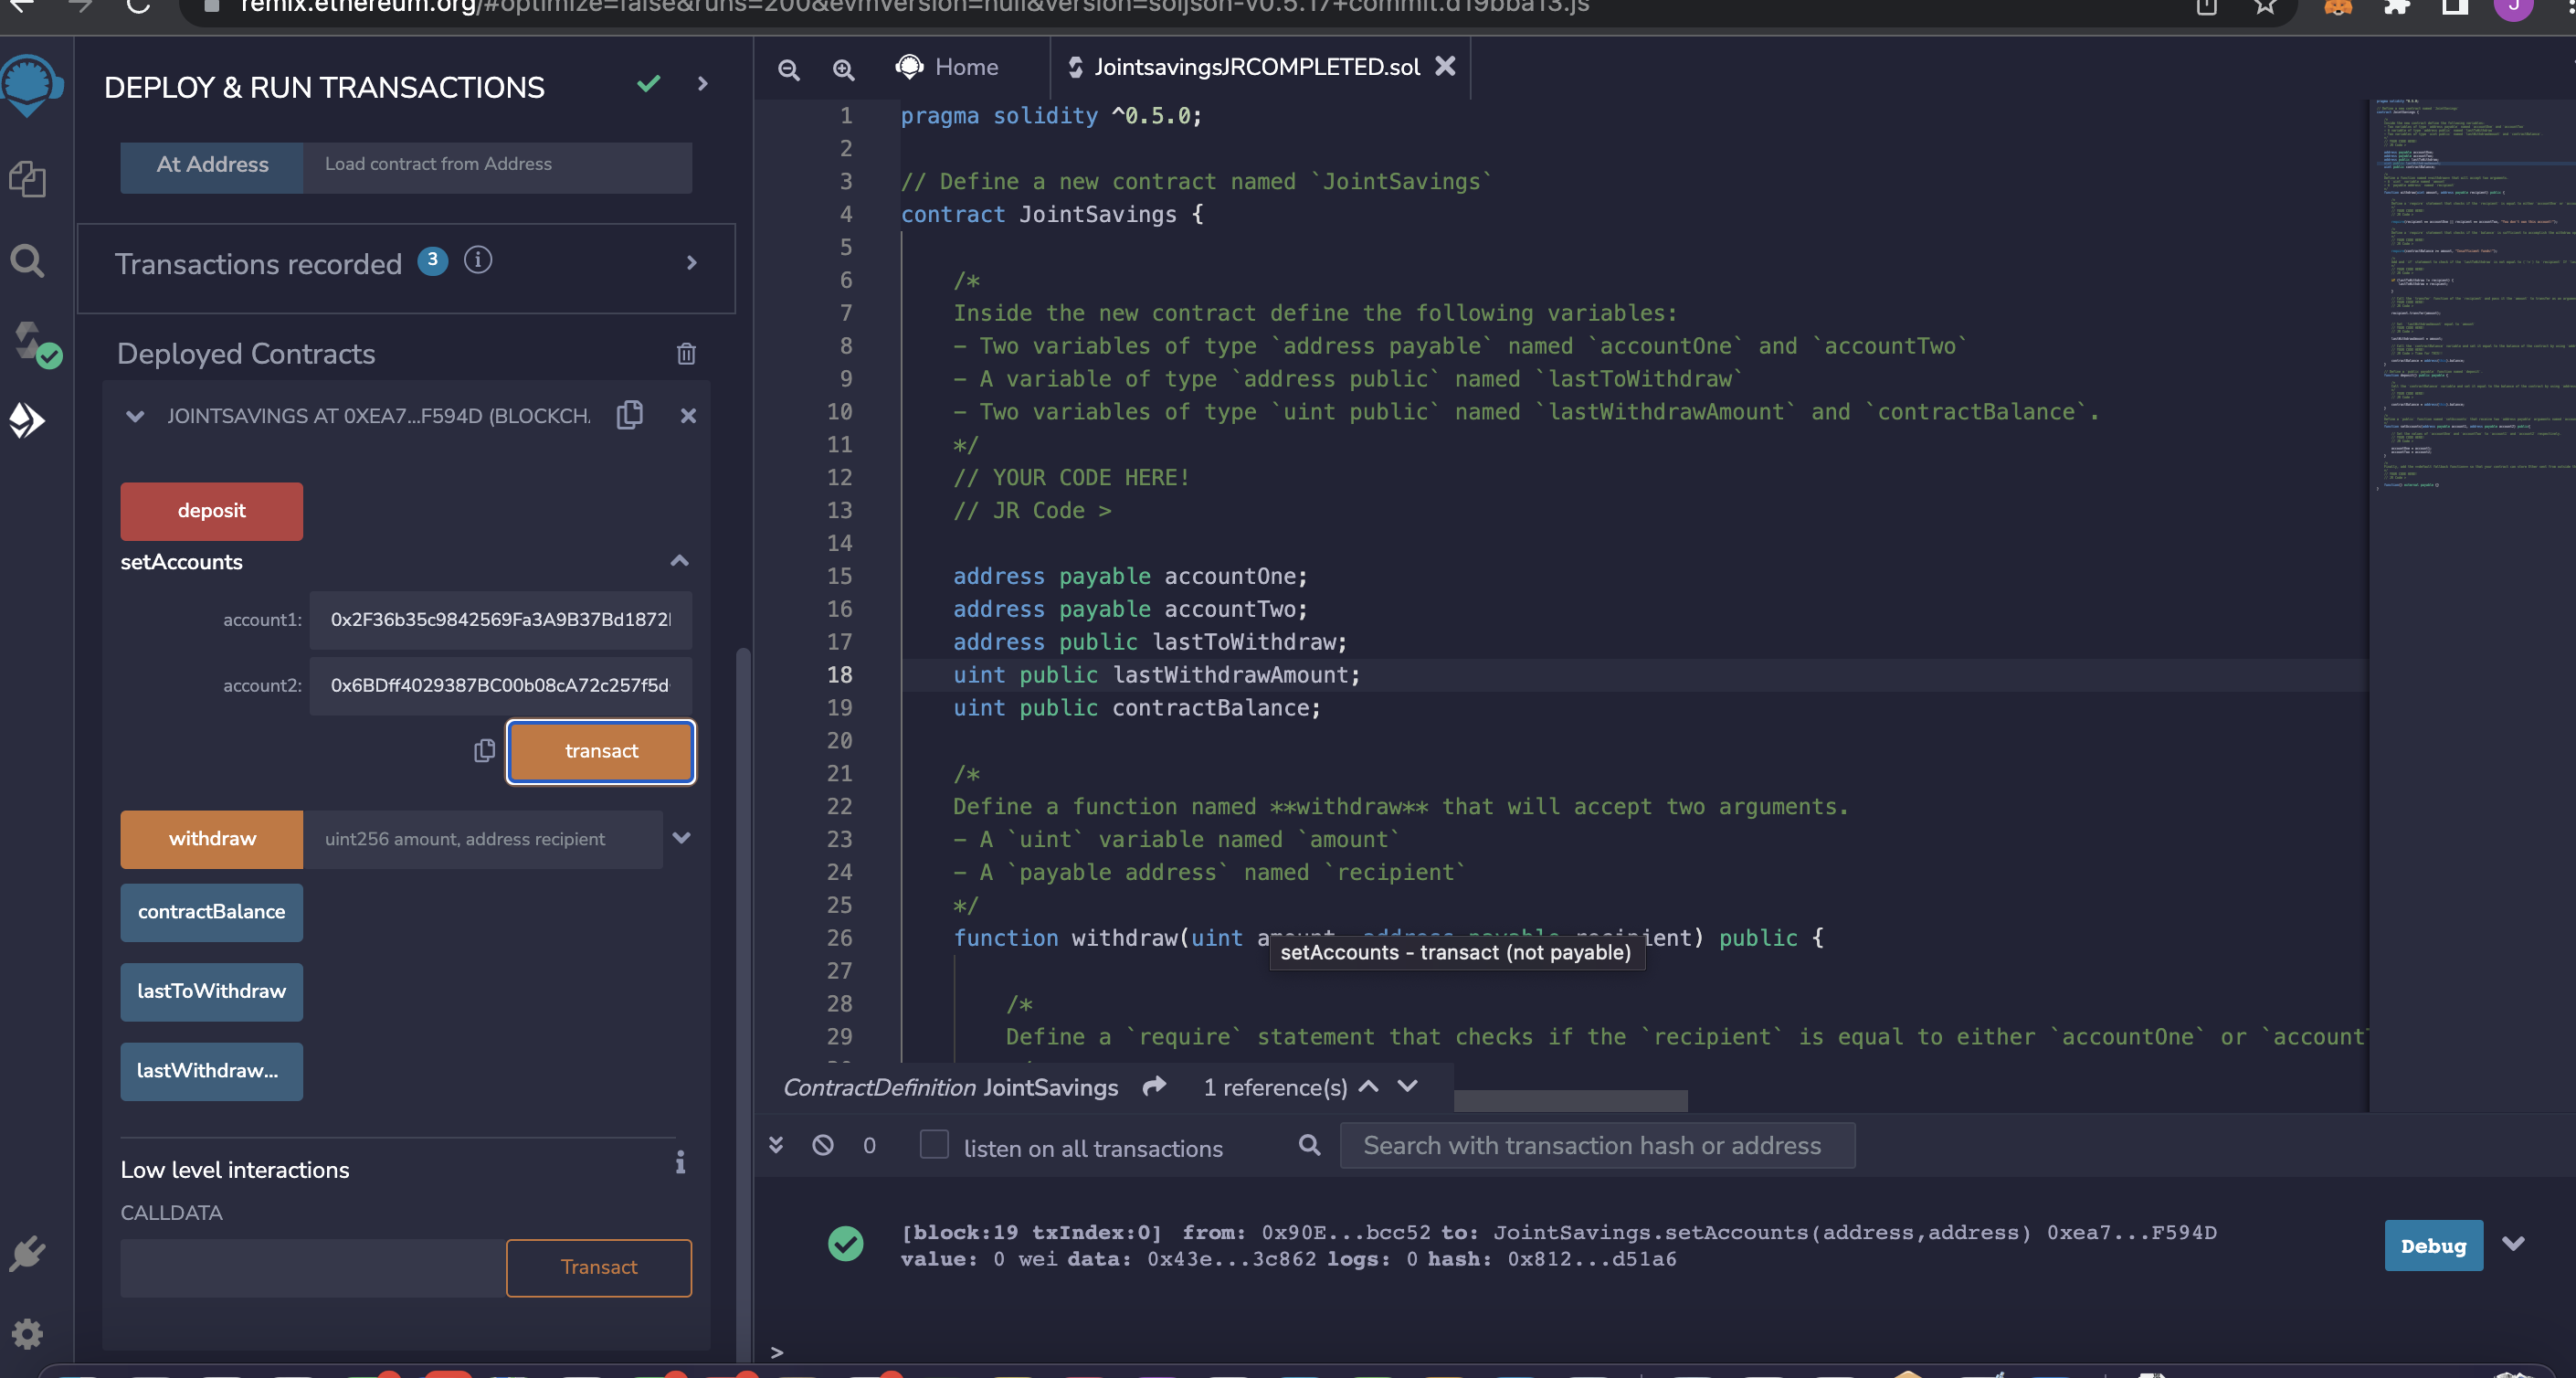 remix.ethereum.org/#optimize=false&runs=200&evmVersion=null&version=soljson-v0.5.17+commit.d19bba13.js
J
DEPLOY & RUN TRANSACTIONS
At Address
Load contract from Address
Transactions recorded 3
Deployed Contracts
JOINTSAVINGS AT 0XEA7...F594D (BLOCKCH
deposit
setAccounts
account1: 0x2F36b35c9842569Fa3A9B37Bd1872
account2: 0x6BDff4029387BC00b08cA72c257f5d
transact
withdraw
uint256 amount, address recipient
contractBalance
lastToWithdraw
lastWithdraw...
Low level interactions
CALLDATA
Transact
Home
JointsavingsJRCOMPLETED.sol
1 pragma solidity ^0.5.0;
2
3 // Define a new contract named `JointSavings`
4 contract JointSavings {
5
6 /*
7 Inside the new contract define the following variables:
8 - Two variables of type `address payable` named `accountOne` and `accountTwo`
9 - A variable of type `address public` named `lastToWithdraw`
10 - Two variables of type `uint public` named `lastWithdrawAmount` and `contractBalance`.
11 */
12 // YOUR CODE HERE!
13 // JR Code >
14
15 address payable accountOne;
16 address payable accountTwo;
17 address public lastToWithdraw;
18 uint public lastWithdrawAmount;
19 uint public contractBalance;
20
21 /*
22 Define a function named **withdraw** that will accept two arguments.
23 - A `uint` variable named `amount`
24 - A `payable address` named `recipient`
25 */
26 function withdraw(uint amount, address payable recipient) public {
setAccounts - transact (not payable)
27
28 /*
29 Define a `require` statement that checks if the `recipient` is equal to either `accountOne` or `account
ContractDefinition JointSavings 1 reference(s)
0 listen on all transactions
Search with transaction hash or address
[block:19 txIndex:0] from: 0x90E...bcc52 to: JointSavings.setAccounts(address,address) 0xea7...F594D
value: 0 wei data: 0x43e...3c862 logs: 0 hash: 0x812...d51a6
Debug
>